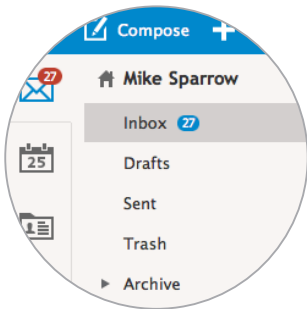 Compose
27
Mike Sparrow
Inbox 27
Drafts
25
Sent
Trash
Archive